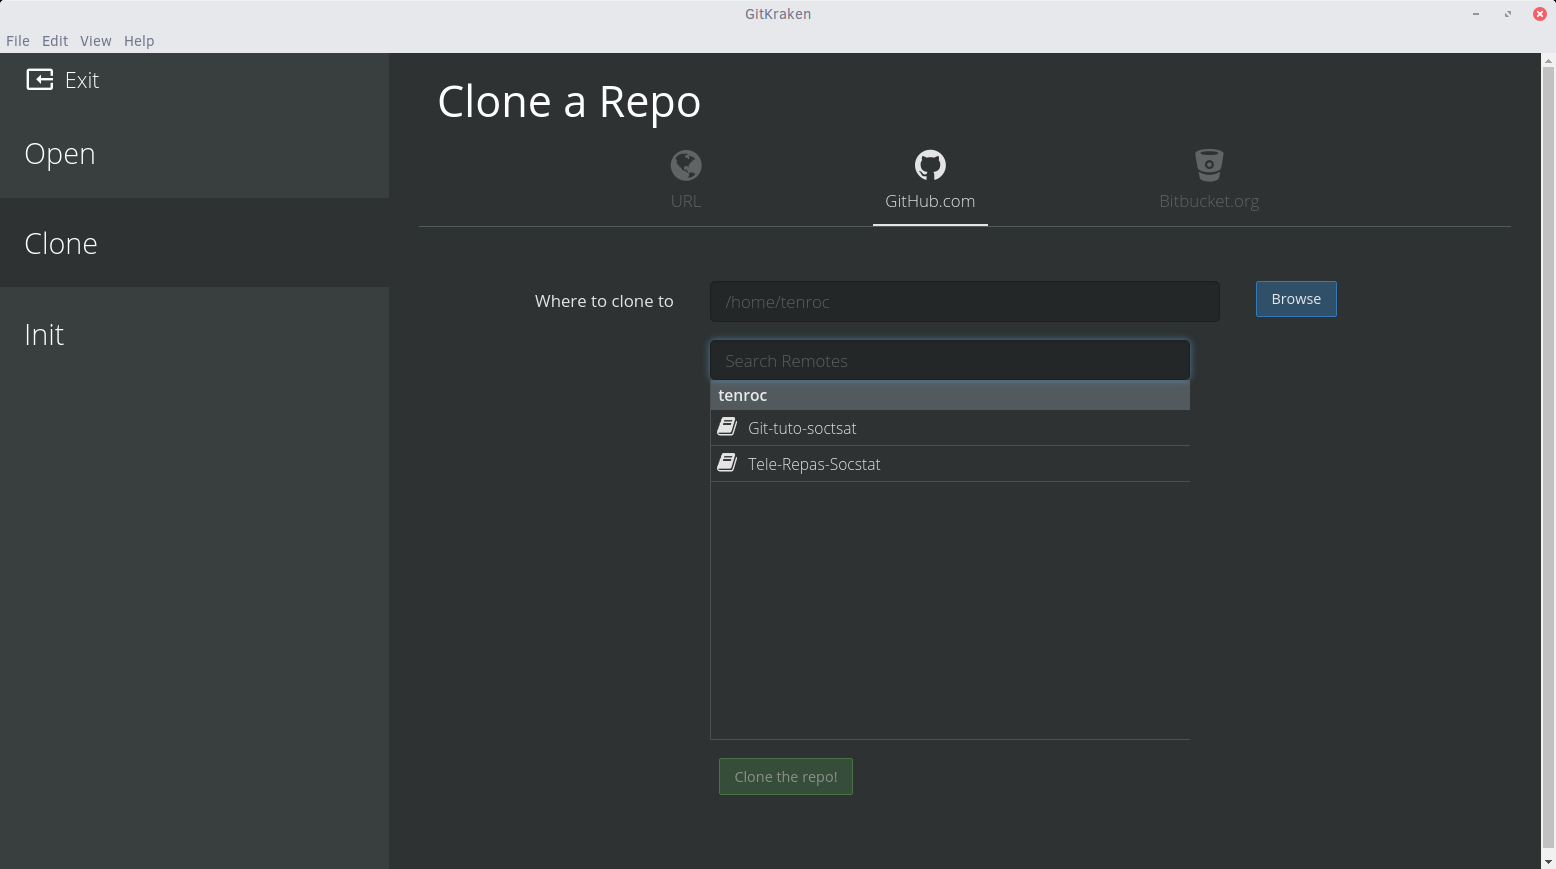 GitKraken
File Edit View Help
Exit
Open
Clone
Init
Clone a Repo
URL
GitHub.com
Bitbucket.org
Where to clone to
/home/tenroc
Browse
Search Remotes
tenroc
Git-tuto-soctsat
Tele-Repas-Socstat
Clone the repo!